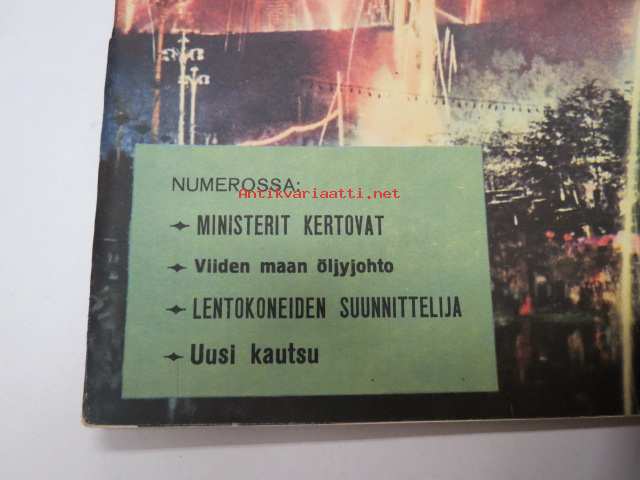 NUMEROSSA:
Antikvariaatti.net
MINISTERIT KERTOVAT
Viiden maan öljyjohto
LENTOKONEIDEN SUUNNITTELIJA
Uusi kautsu